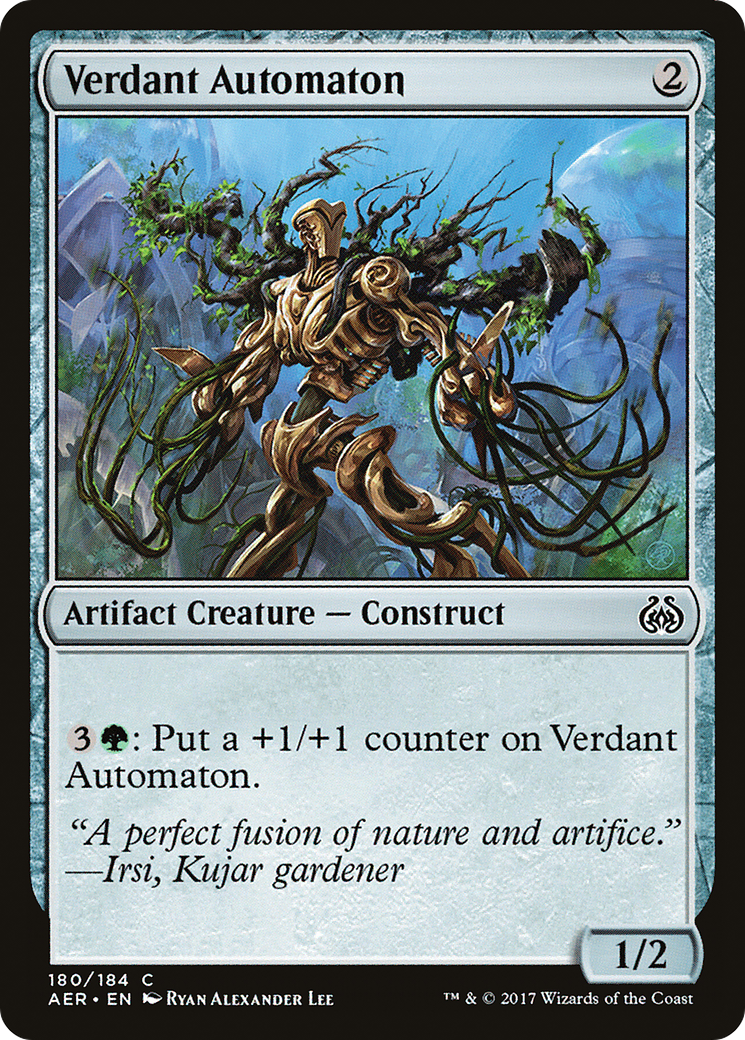 Verdant Automaton 2
Artifact Creature — Construct
3: Put a +1/+1 counter on Verdant
Automaton.
“A perfect fusion of nature and artifice.”
—Irsi, Kujar gardener
1/2
180/184 C
AER • EN Ryan Alexander Lee
™ & © 2017 Wizards of the Coast